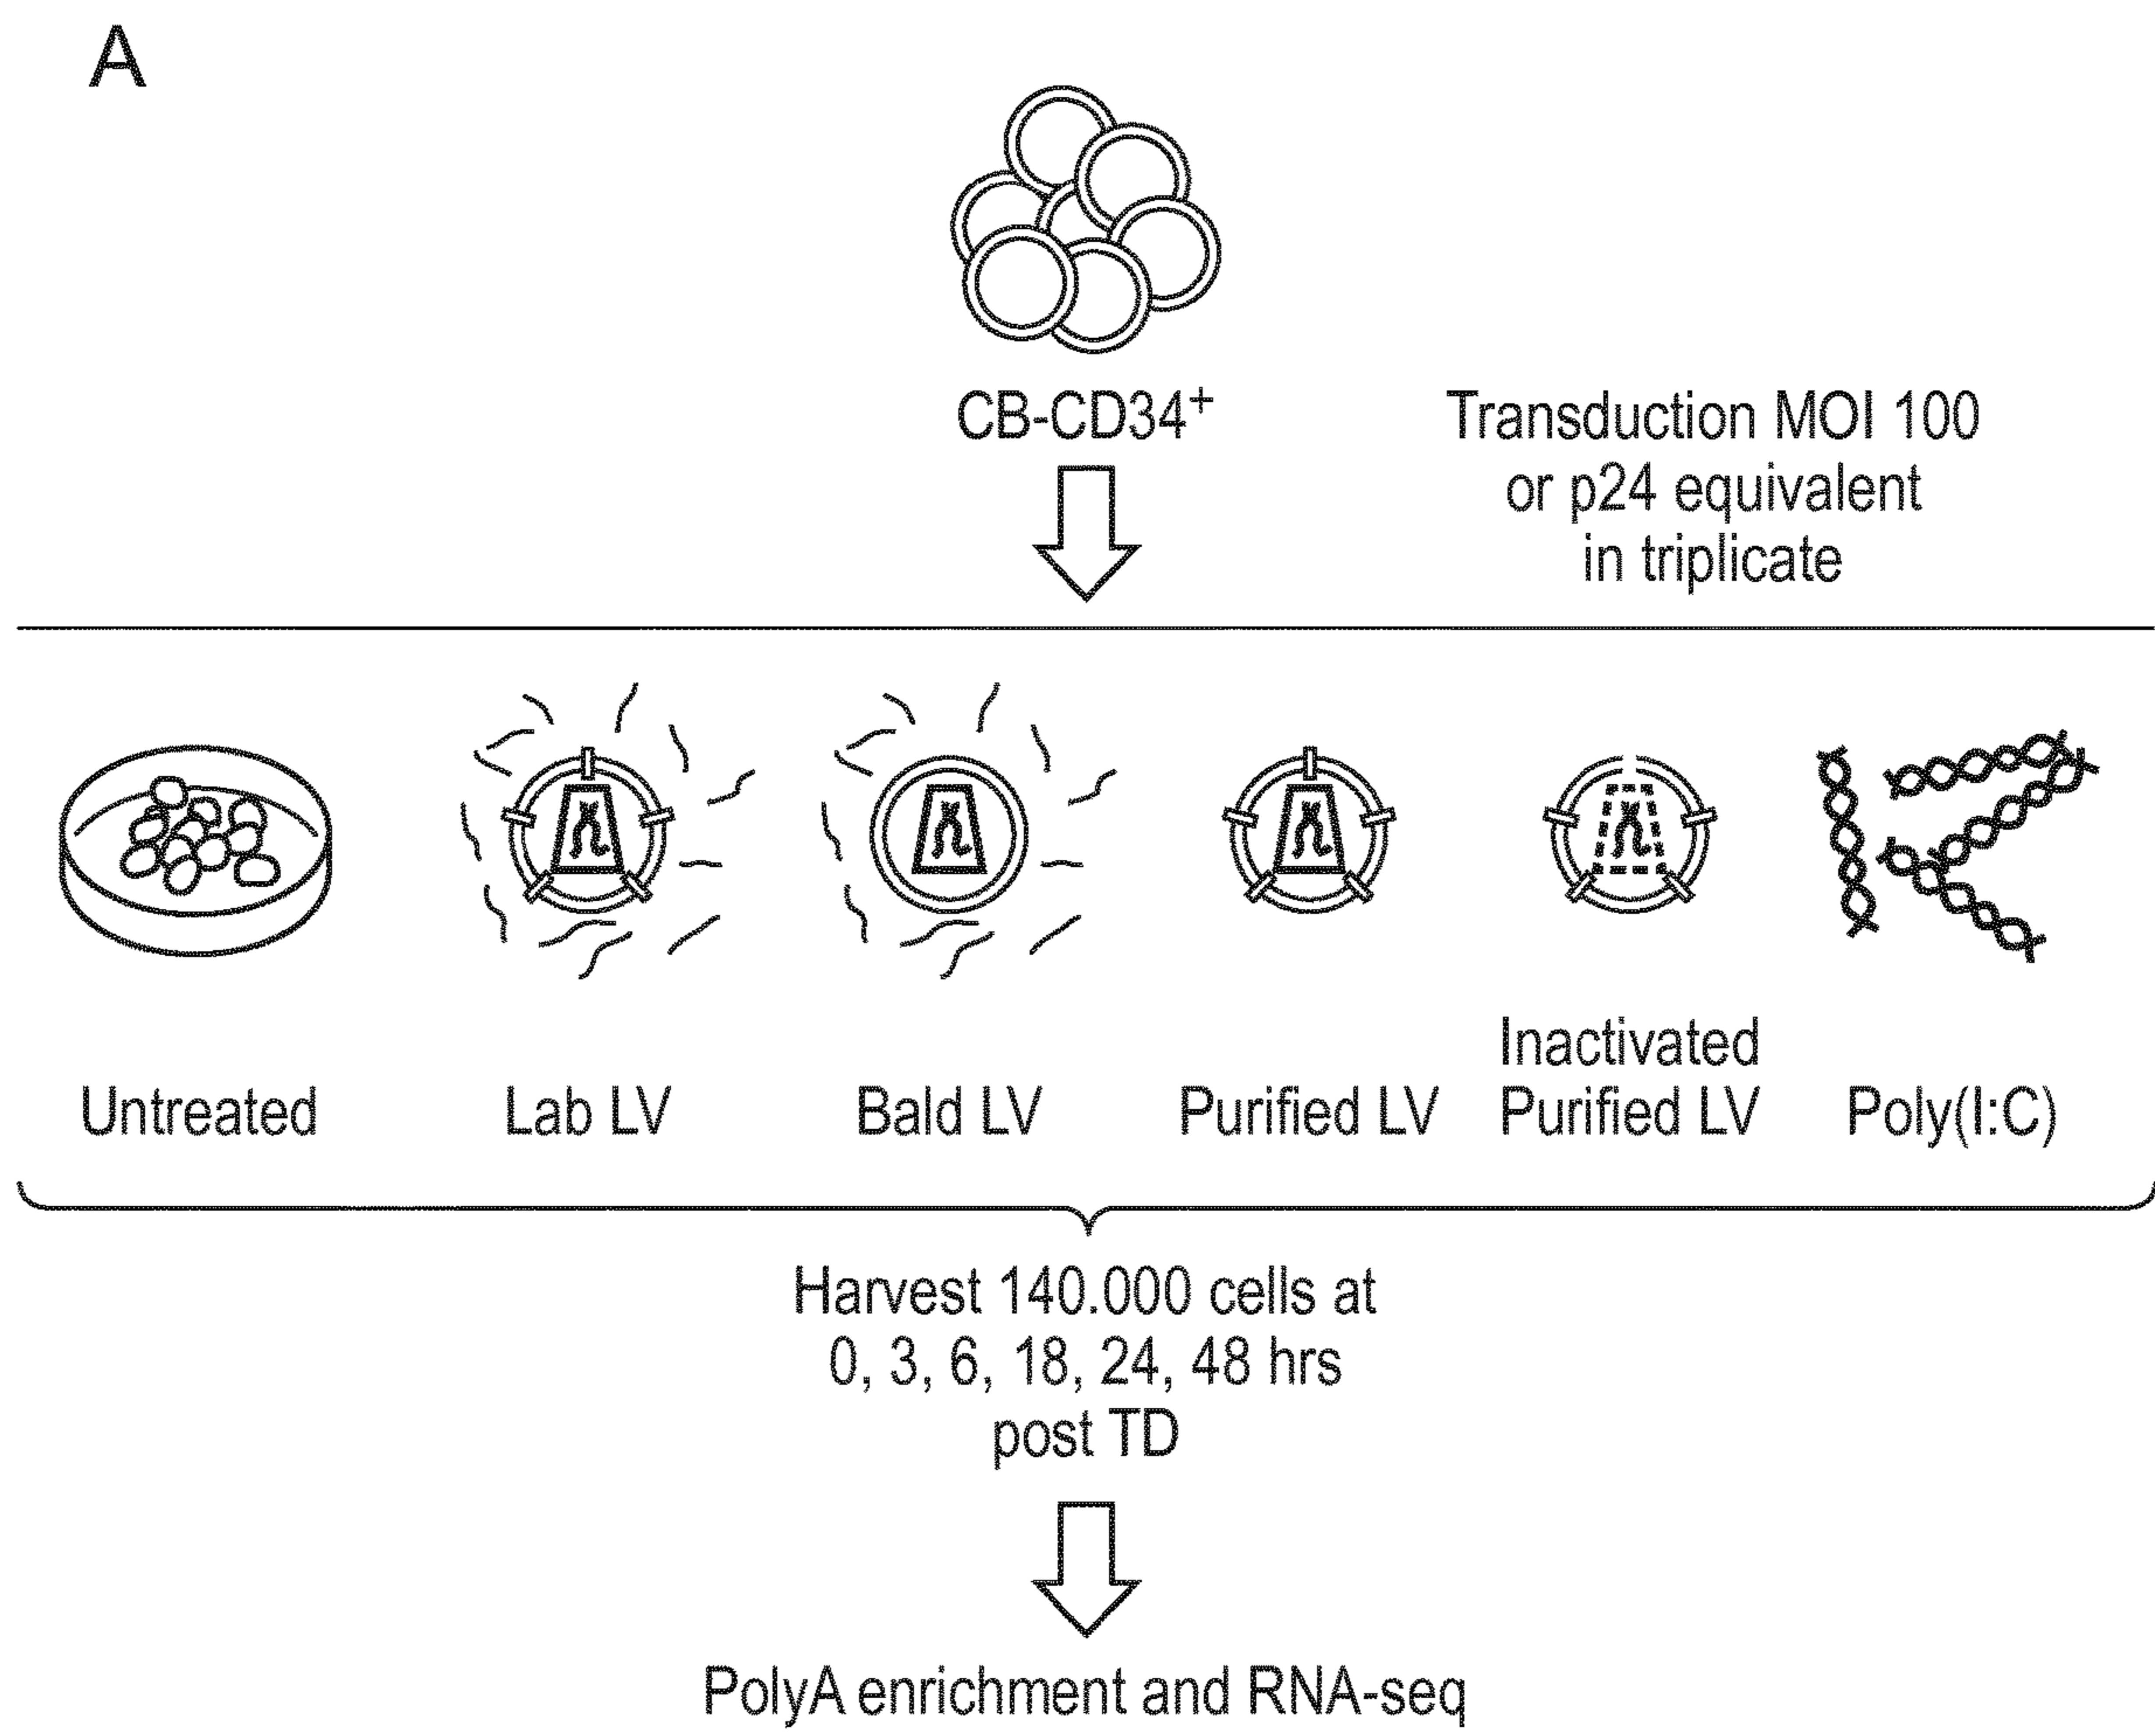 A
CB-CD34+
Transduction MOI 100
or p24 equivalent
in triplicate
Untreated
Lab LV
Bald LV
Purified LV
Inactivated
Purified LV
Poly(I:C)
Harvest 140.000 cells at
0, 3, 6, 18, 24, 48 hrs
post TD
PolyA enrichment and RNA-seq